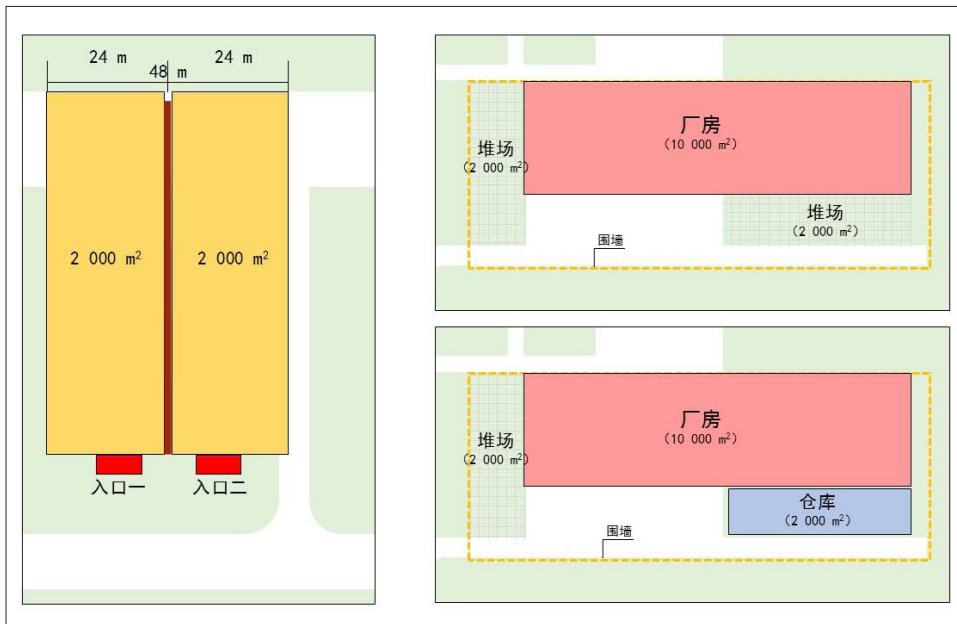 24 m
24 m
48 m
2 000 m²
2 000 m²
入口一
入口二
厂房
(10 000 m²)
堆场
(2 000 m²)
堆场
(2 000 m²)
围墙
厂房
(10 000 m²)
堆场
(2 000 m²)
仓库
(2 000 m²)
围墙